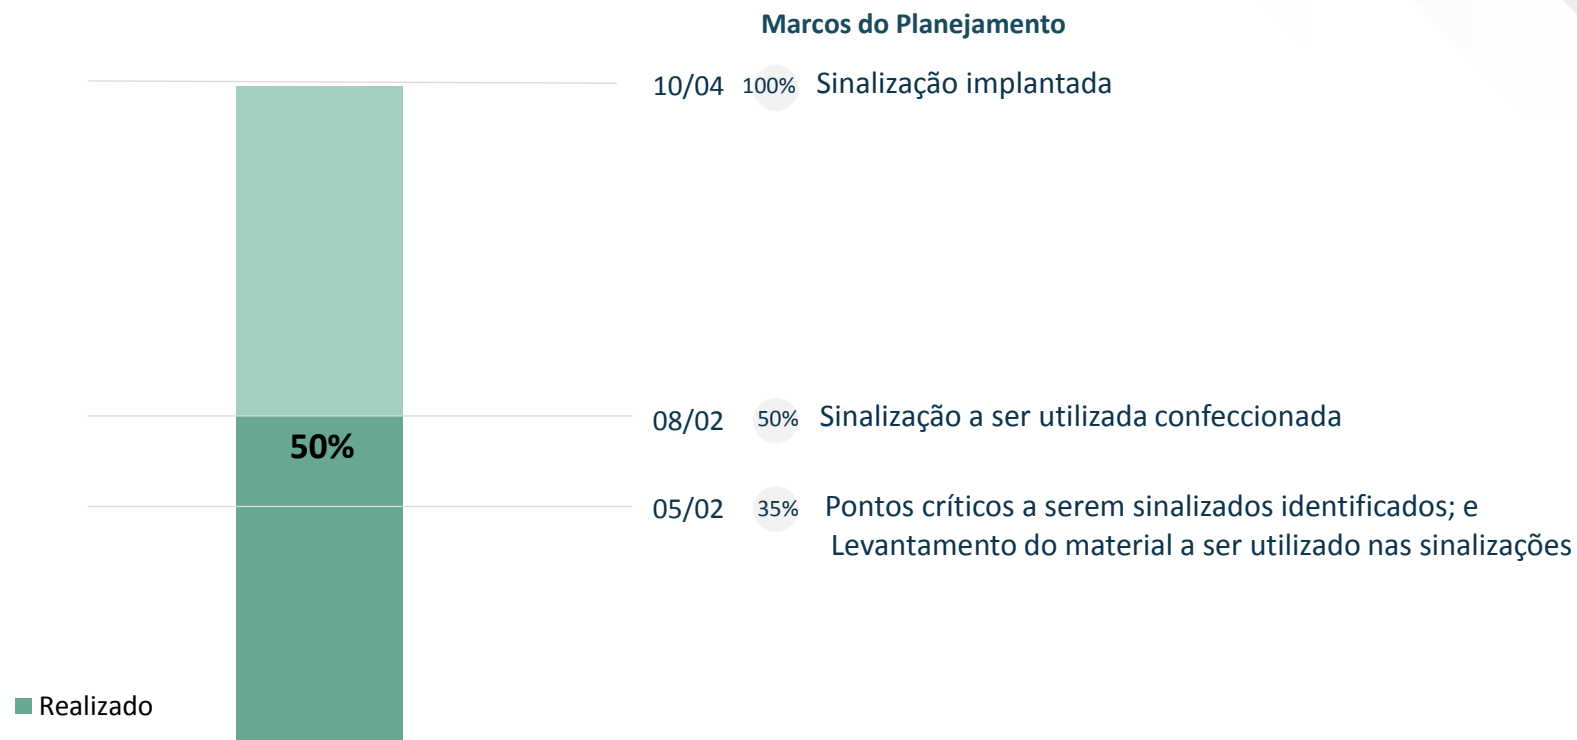 Marcos do Planejamento
10/04 100% Sinalização implantada
08/02 50% Sinalização a ser utilizada confeccionada
50%
05/02 35% Pontos críticos a serem sinalizados identificados; e
Levantamento do material a ser utilizado nas sinalizações
Realizado